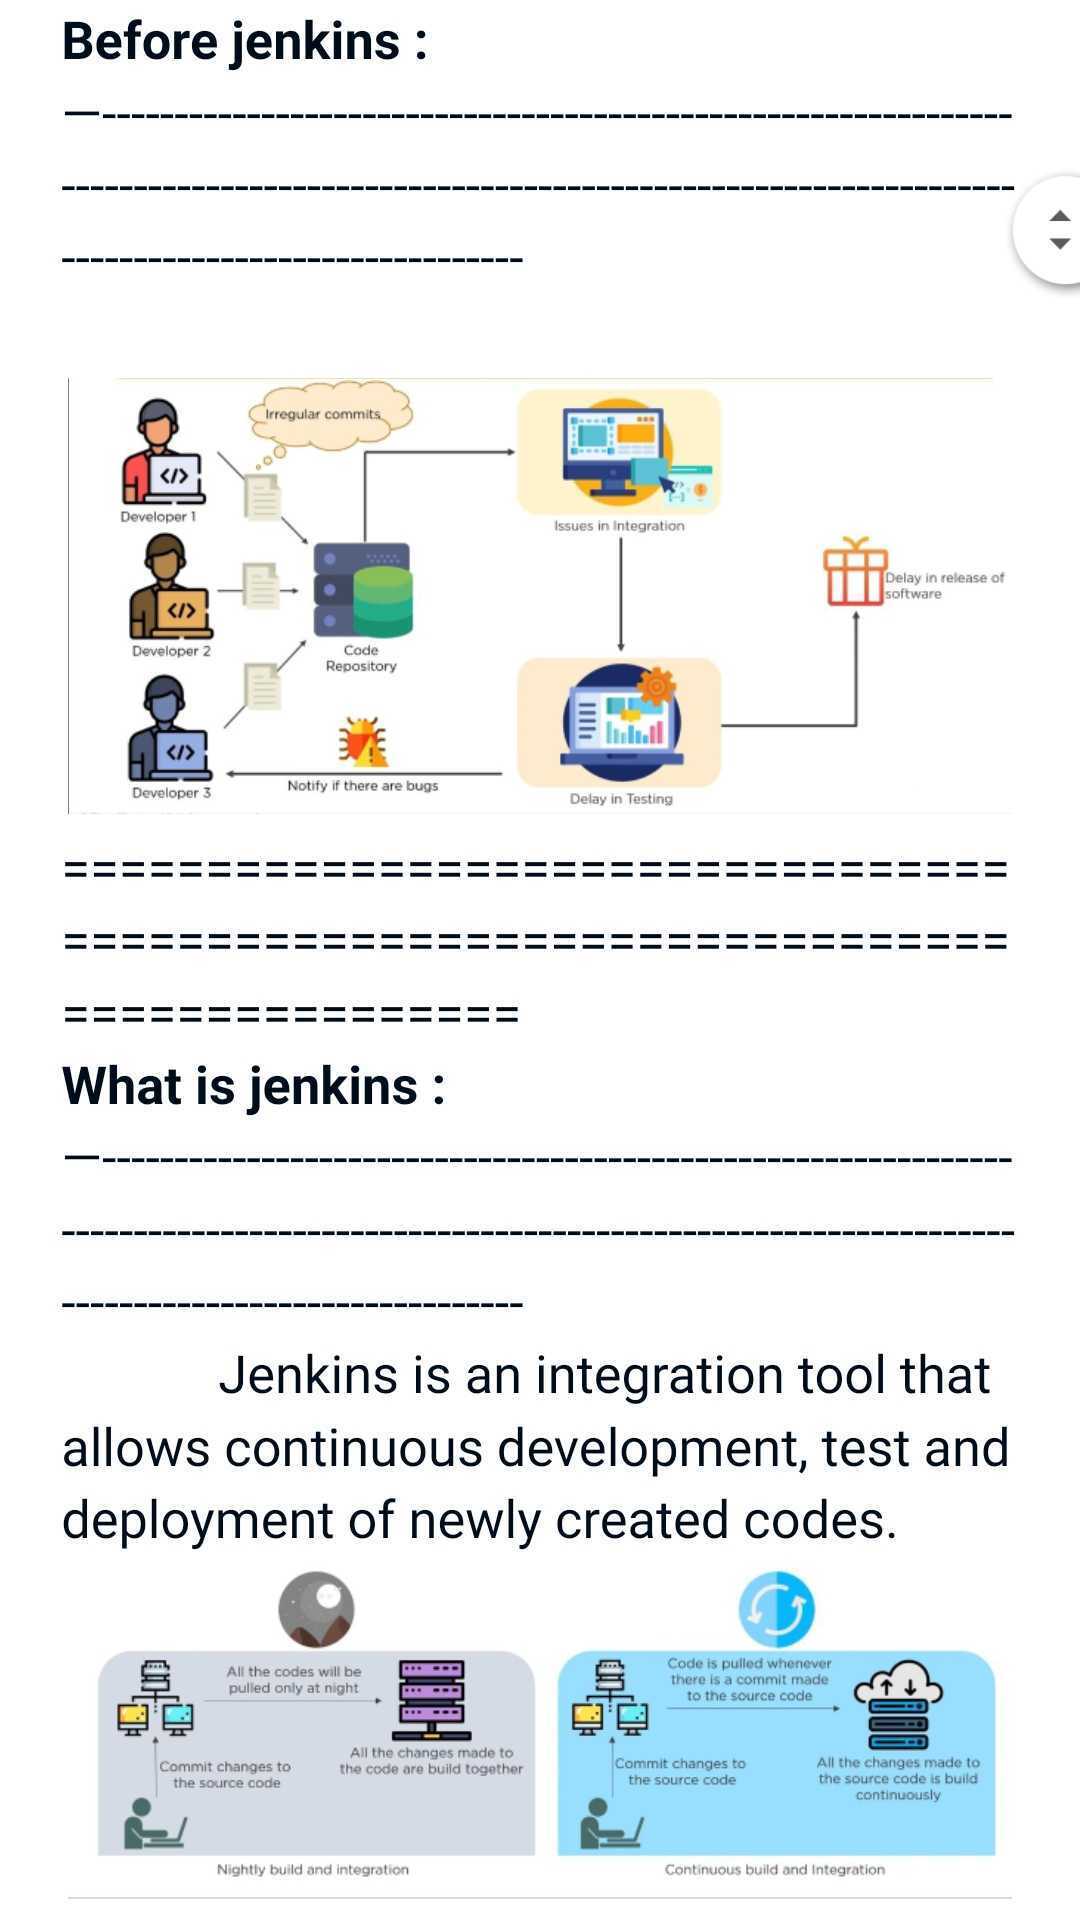 Before jenkins :
—---------------------------------------------------------------
------------------------------------------------------------------
--------------------------------
Irregular commits
</>
Developer 1
</>
Developer 2
</>
Developer 3
Code
Repository
Notify if there are bugs
Issues in Integration
Delay in Testing
Delay in release of
software
=================================
=================================
================
What is jenkins :
—---------------------------------------------------------------
------------------------------------------------------------------
--------------------------------
Jenkins is an integration tool that
allows continuous development, test and
deployment of newly created codes.
All the codes will be
pulled only at night
Commit changes to
the source code
All the changes made to
the code are build together
Nightly build and integration
Code is pulled whenever
there is a commit made
to the source code
Commit changes to
the source code
All the changes made to
the source code is build
continuously
Continuous build and Integration